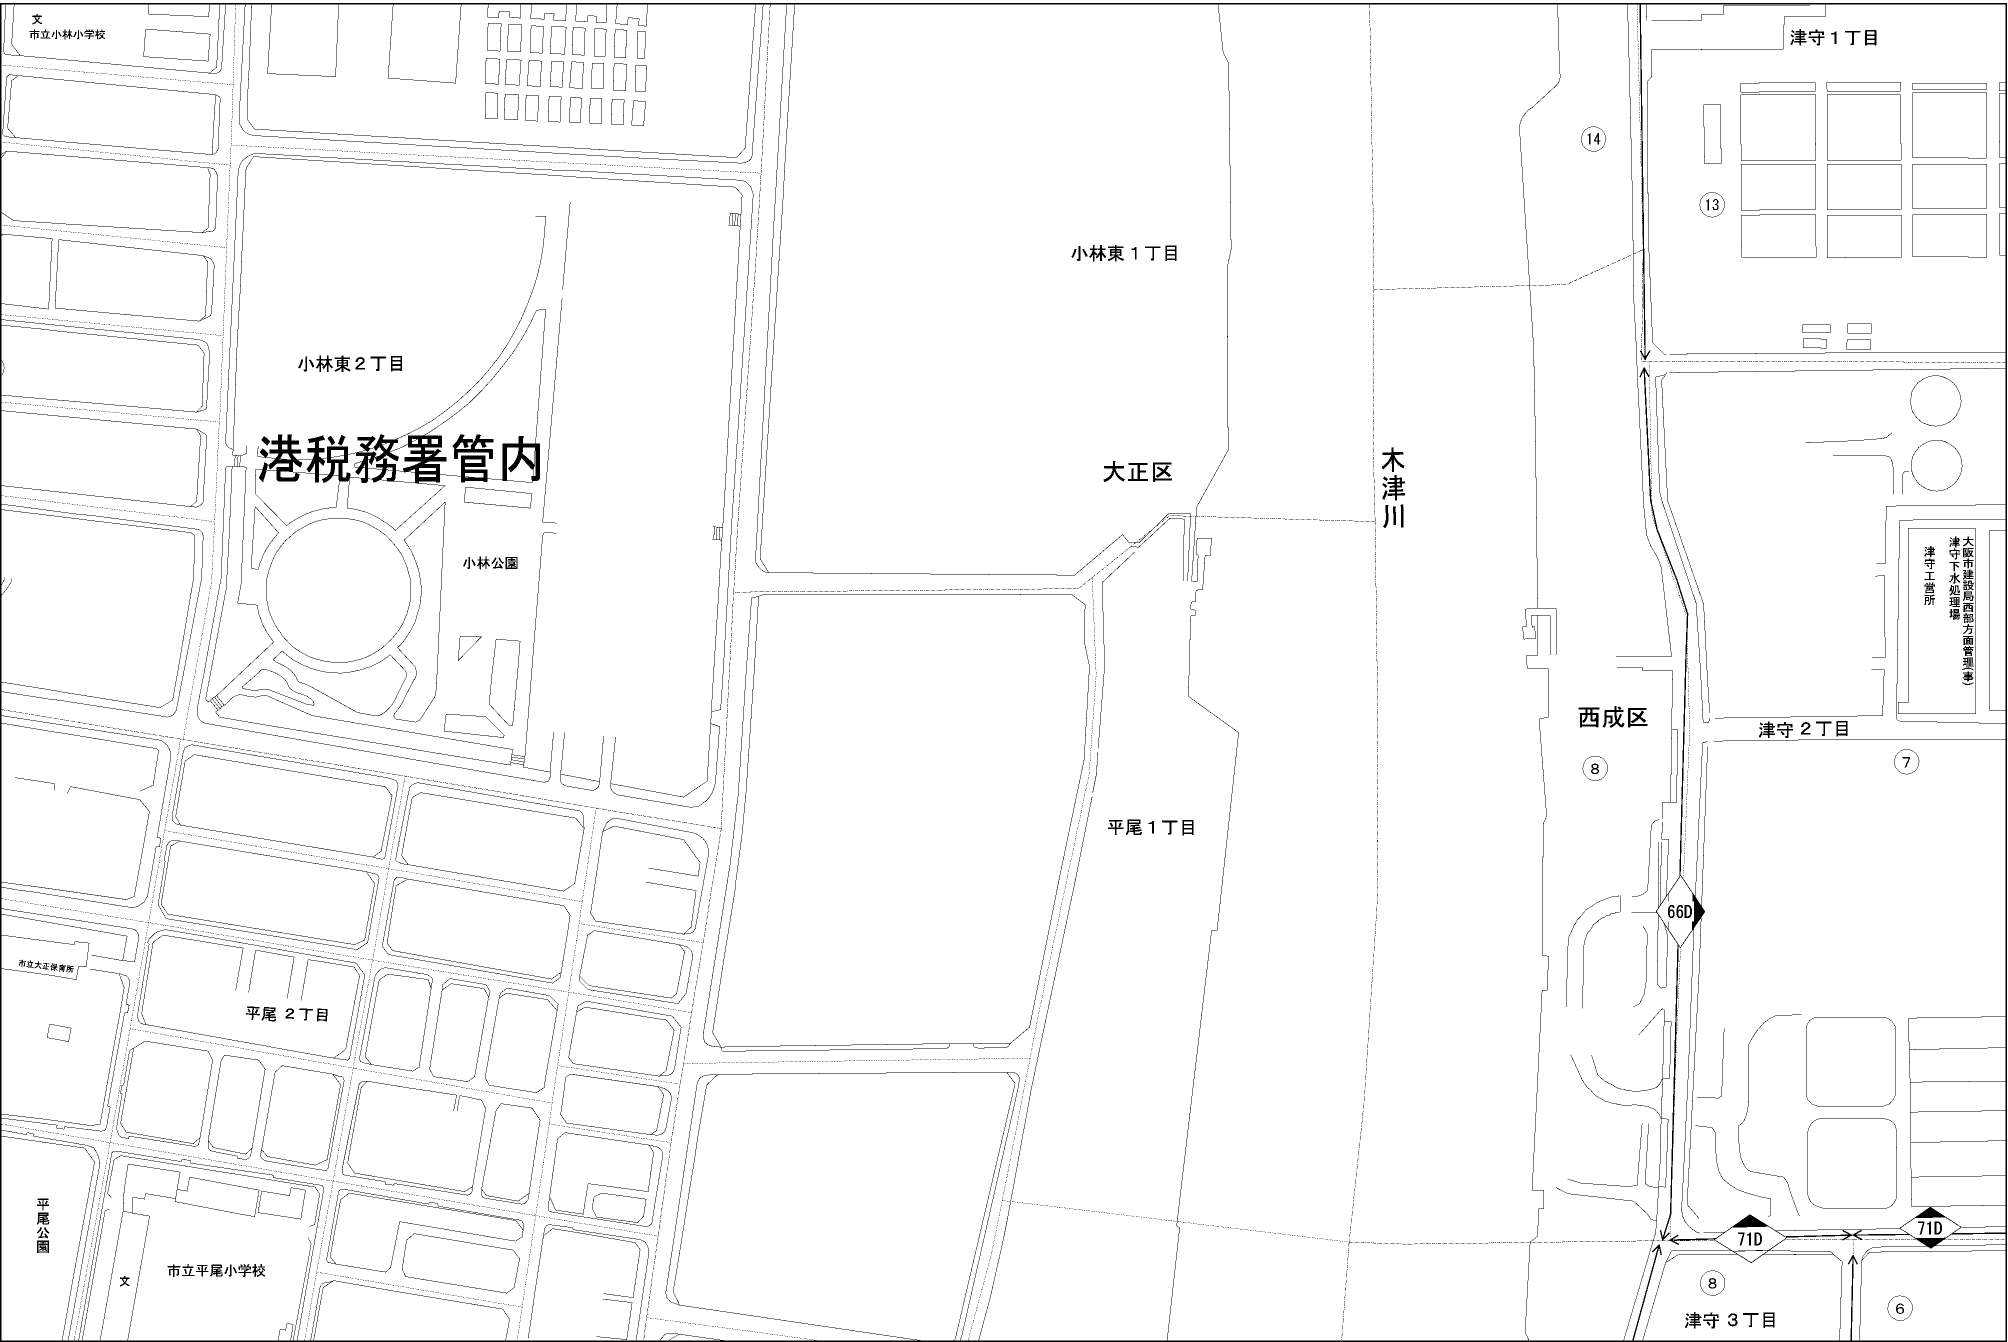 文
市立小林小学校
津守１丁目
14
13
小林東１丁目
小林東２丁目
港税務署管内
大正区
木津川
小林公園
大阪市建設局西部方面管理(事)
津守下水処理場
津守工営所
西成区
津守２丁目
8
7
平尾１丁目
66D
市立大正保育所
平尾２丁目
平尾公園
文
市立平尾小学校
71D
71D
8
6
津守３丁目